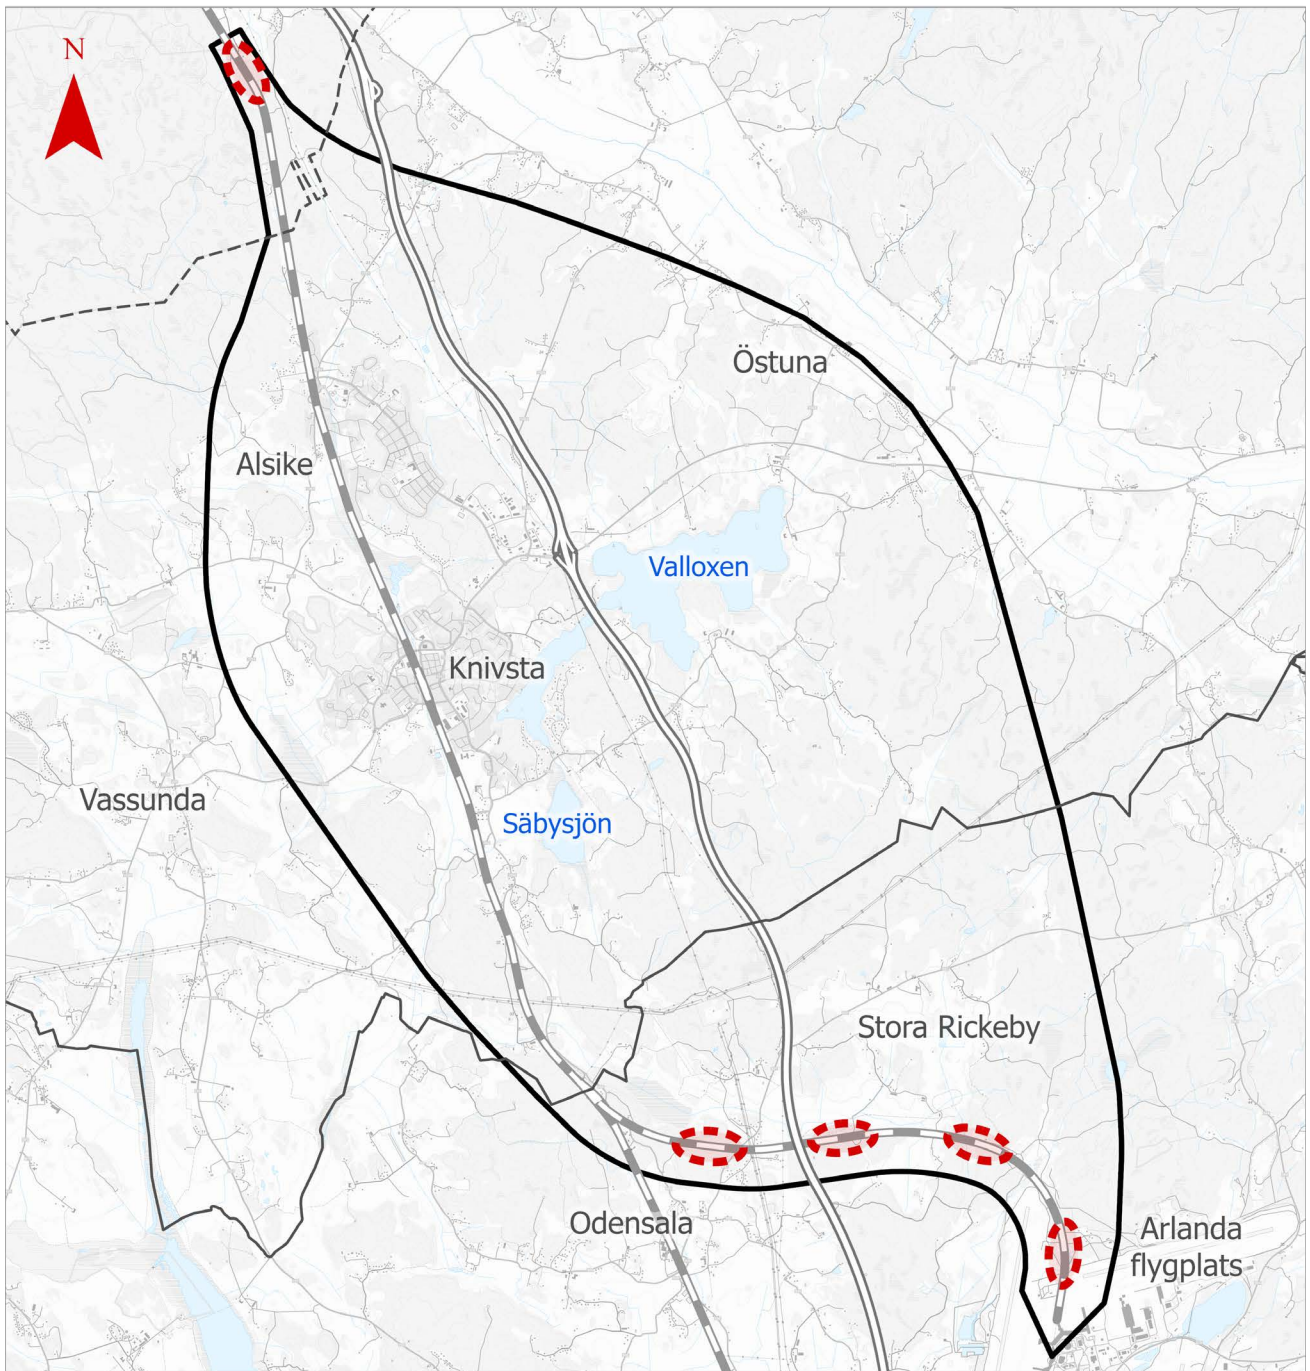 N
Östuna
Alsike
Valloxen
Knivsta
Vassunda
Säbysjön
Stora Rickeby
Odensala
Arlanda
flygplats